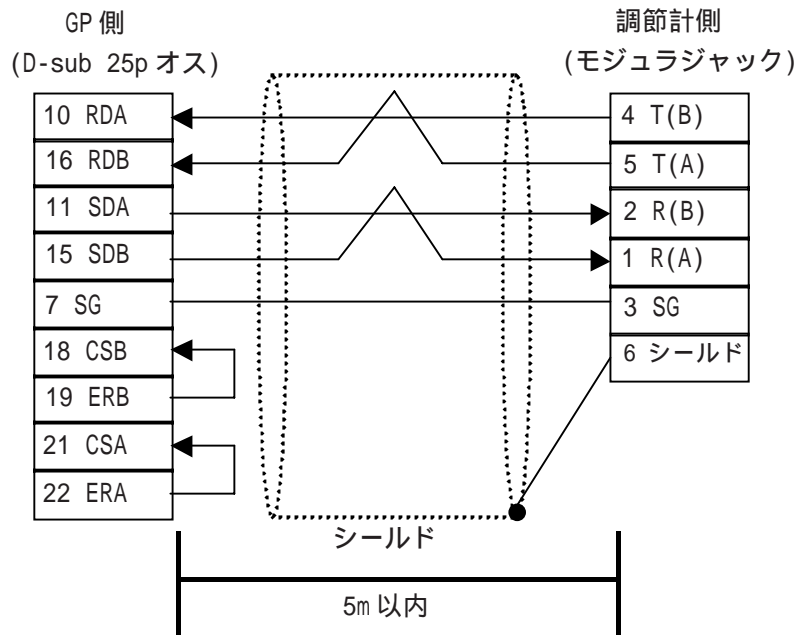 GP 側
(D-sub 25p オス)
10 RDA
16 RDB
11 SDA
15 SDB
7 SG
18 CSB
19 ERB
21 CSA
22 ERA
調節計側
(モジュラジャック)
4 T(B)
5 T(A)
2 R(B)
1 R(A)
3 SG
6 シールド
シールド
5m 以内